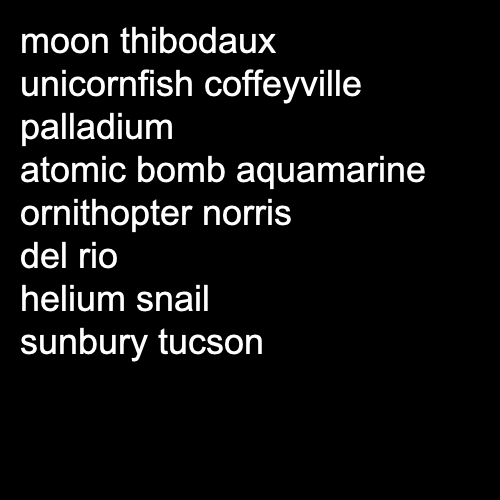 moon thibodaux
unicornfish coffeyville
palladium
atomic bomb aquamarine
ornithopter norris
del rio
helium snail
sunbury tucson